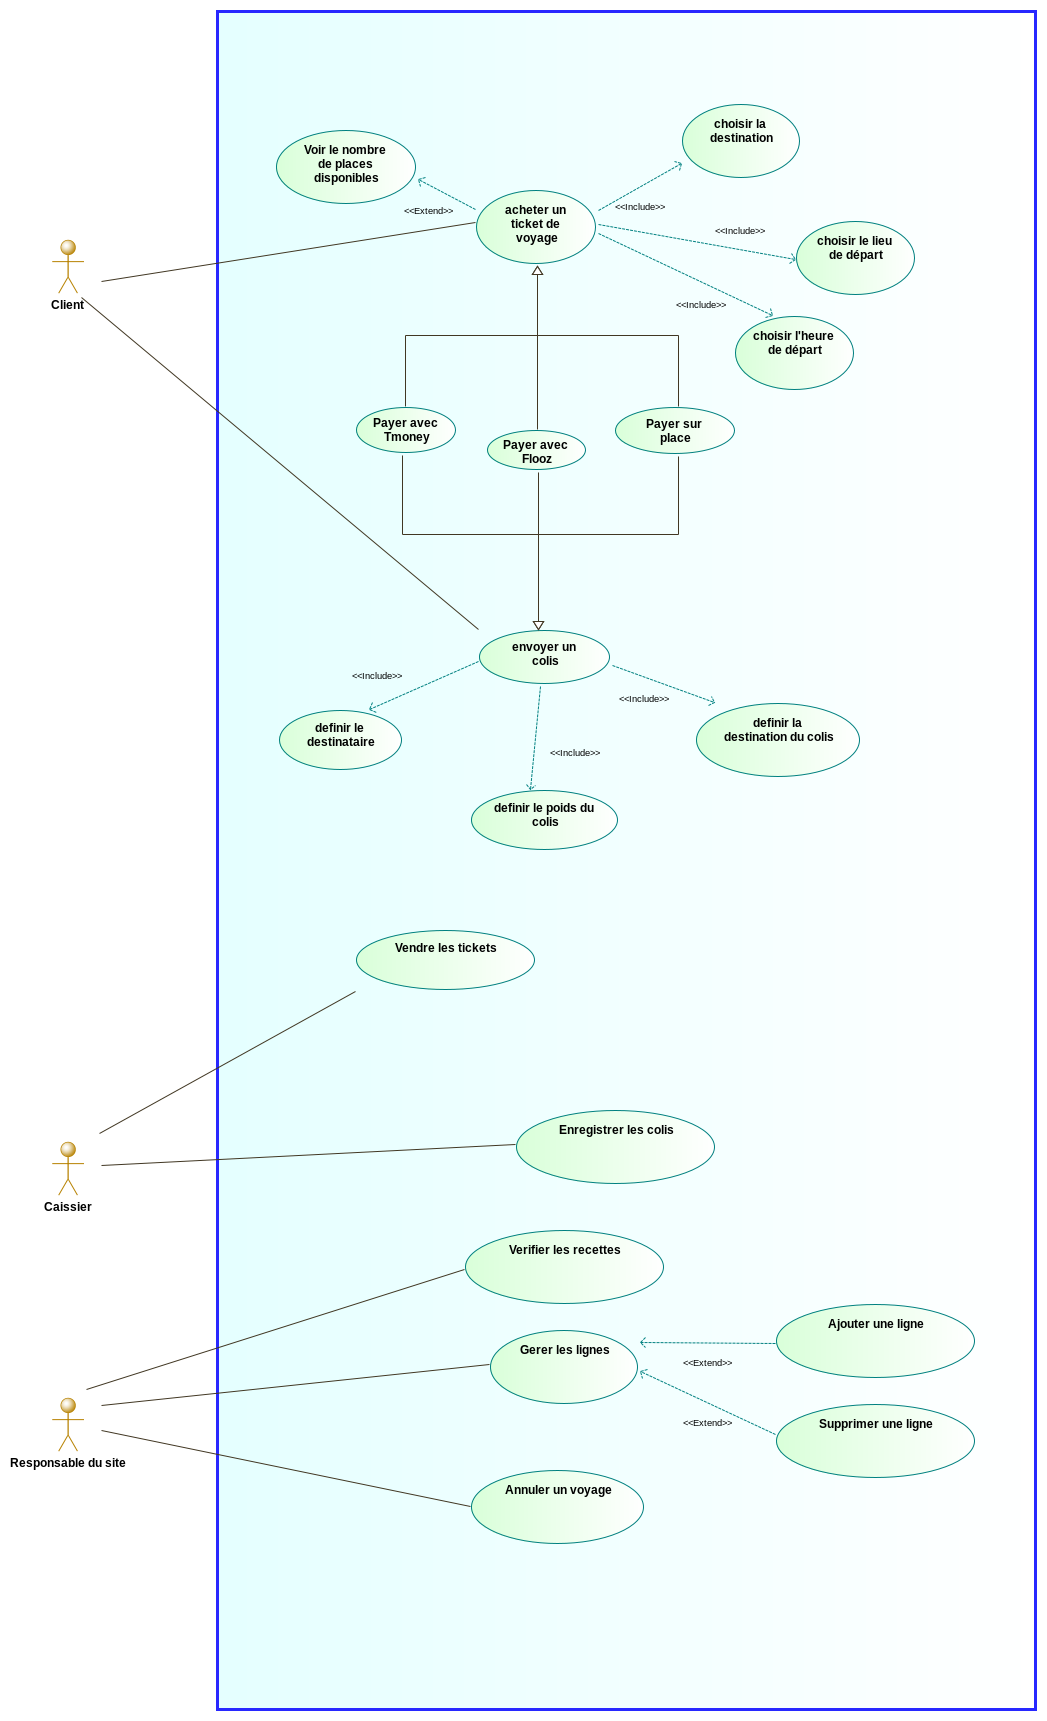 choisir la
destination
Voir le nombre
de places
disponibles
<<Extend>>
acheter un
ticket de
voyage
<<Include>>
<<Include>>
choisir le lieu
de départ
<<Include>>
choisir l'heure
de départ
Client
Payer avec
Tmoney
Payer avec
Flooz
Payer sur
place
envoyer un
colis
<<Include>>
<<Include>>
definir le
destinataire
definir la
destination du colis
<<Include>>
definir le poids du
colis
Vendre les tickets
Enregistrer les colis
Caissier
Verifier les recettes
Gerer les lignes
Ajouter une ligne
<<Extend>>
<<Extend>>
Supprimer une ligne
Responsable du site
Annuler un voyage